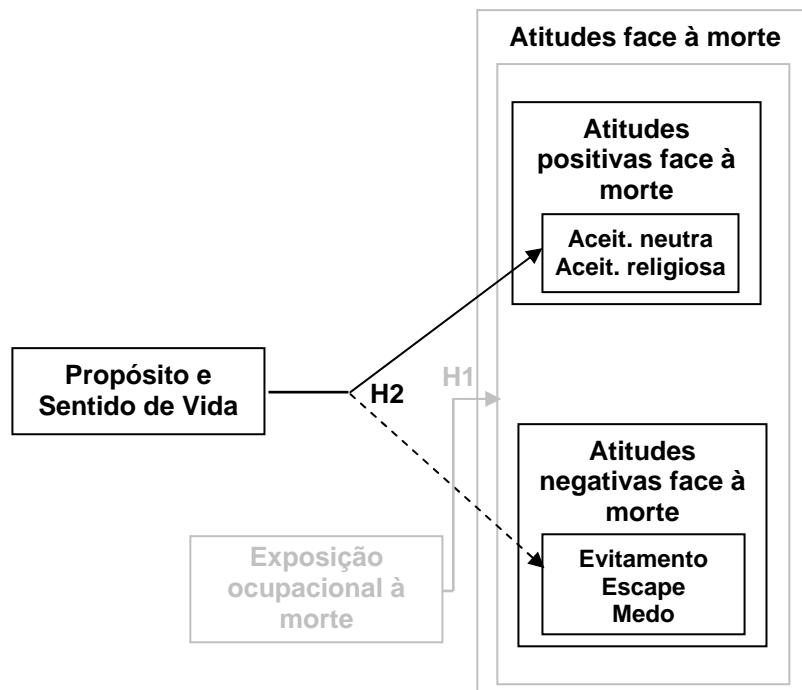 Atitudes face à morte
Atitudes
positivas face à
morte
Aceit. neutra
Aceit. religiosa
Propósito e
Sentido de Vida
H2
H1
Atitudes
negativas face à
morte
Evitamento
Escape
Medo
Exposição
ocupacional à
morte